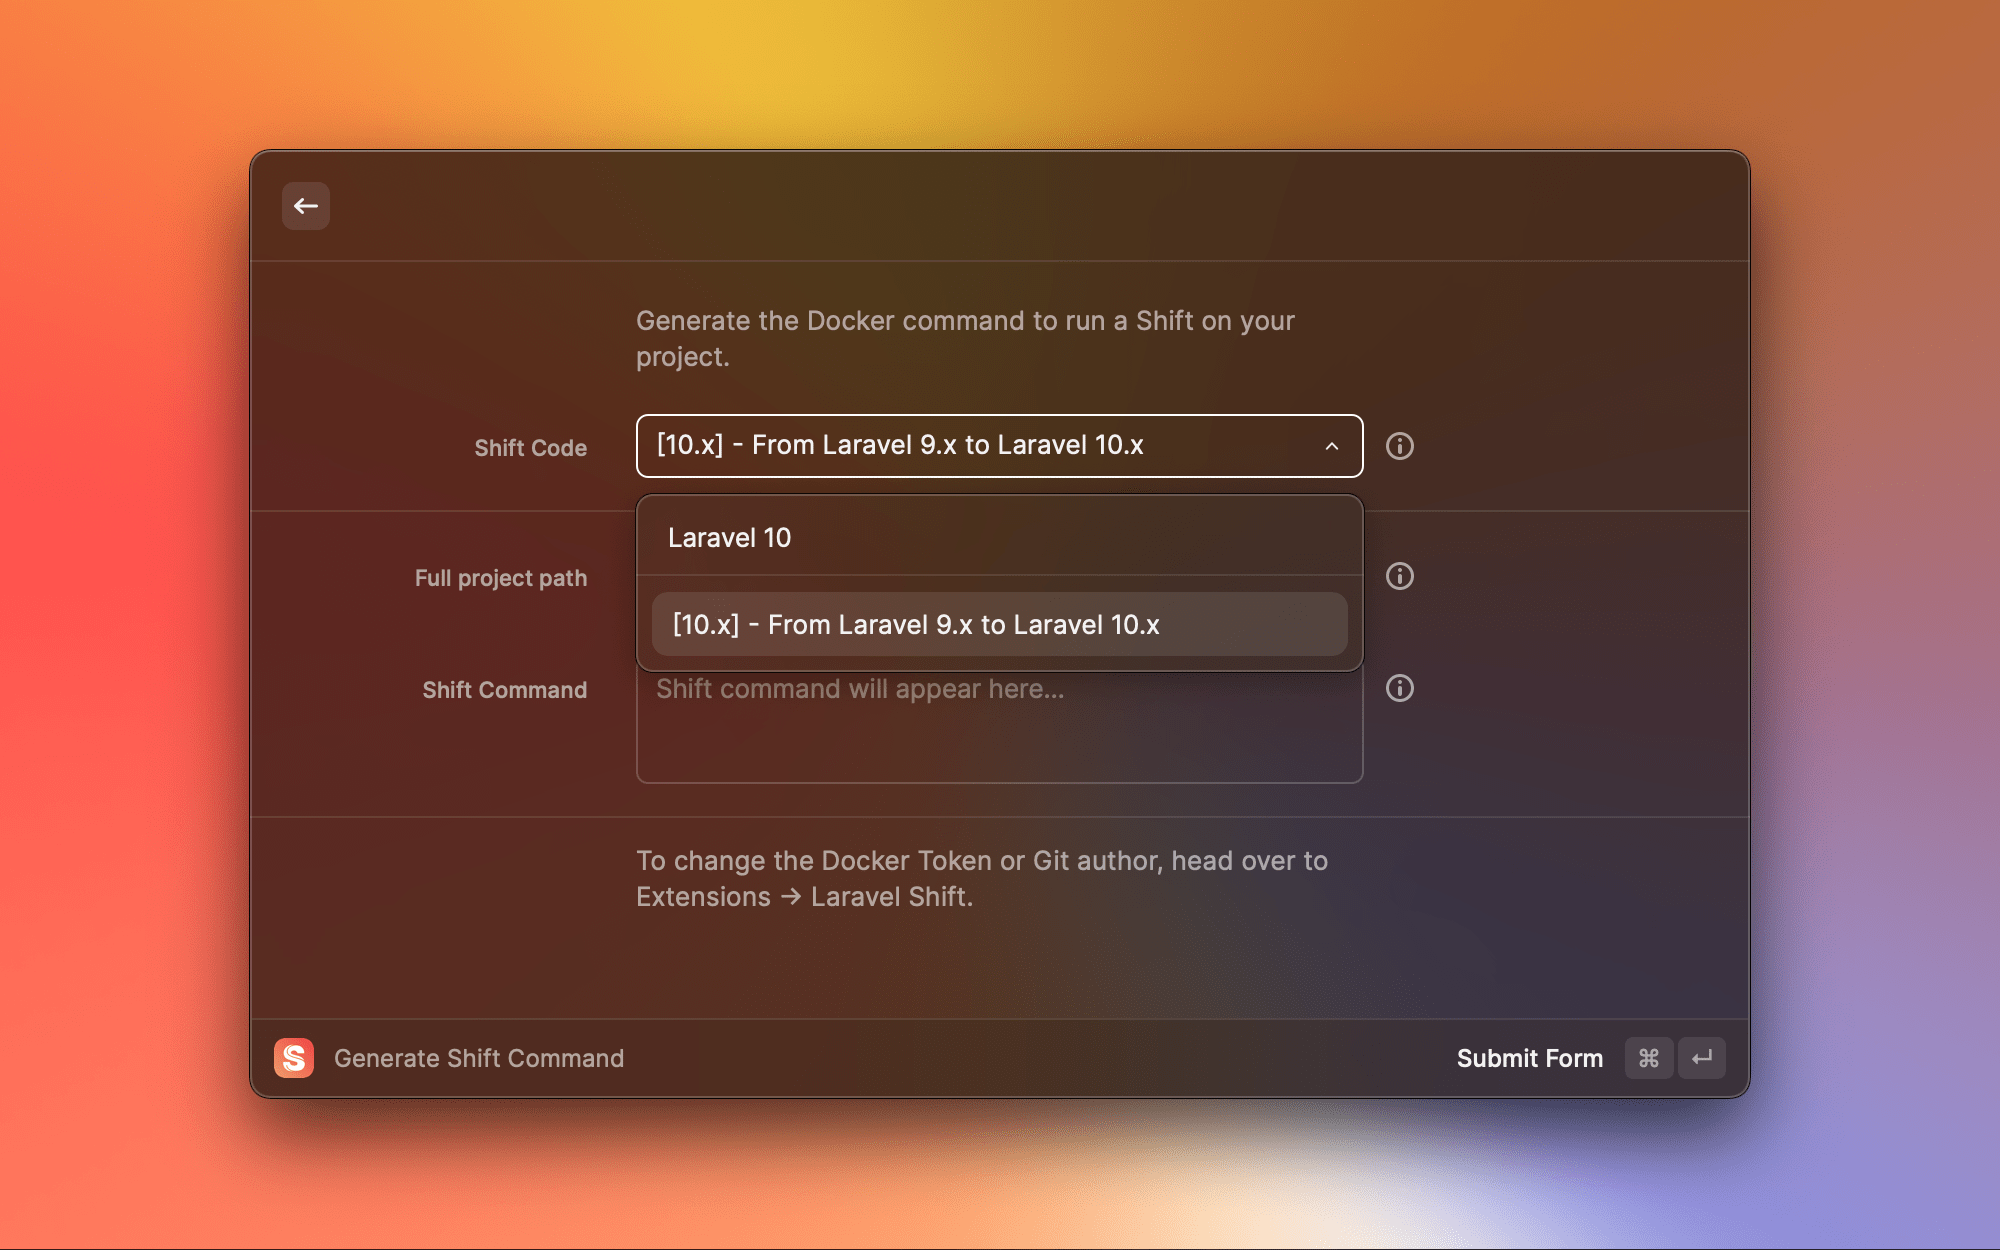 Generate the Docker command to run a Shift on your
project.
Shift Code
[10.x] - From Laravel 9.x to Laravel 10.x
Laravel 10
[10.x] - From Laravel 9.x to Laravel 10.x
Full project path
Shift Command
Shift command will appear here...
To change the Docker Token or Git author, head over to
Extensions → Laravel Shift.
S
Generate Shift Command
Submit Form ⌘ ↵